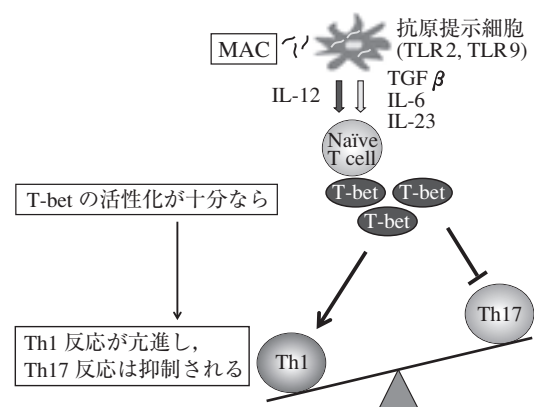 抗原提示細胞
(TLR2, TLR9)
MAC
IL-12
TGF β
IL-6
IL-23
Naïve
T cell
T-bet
T-bet
T-bet
T-bet の活性化が十分なら
Th17
Th1 反応が亢進し,
Th17 反応は抑制される
Th1